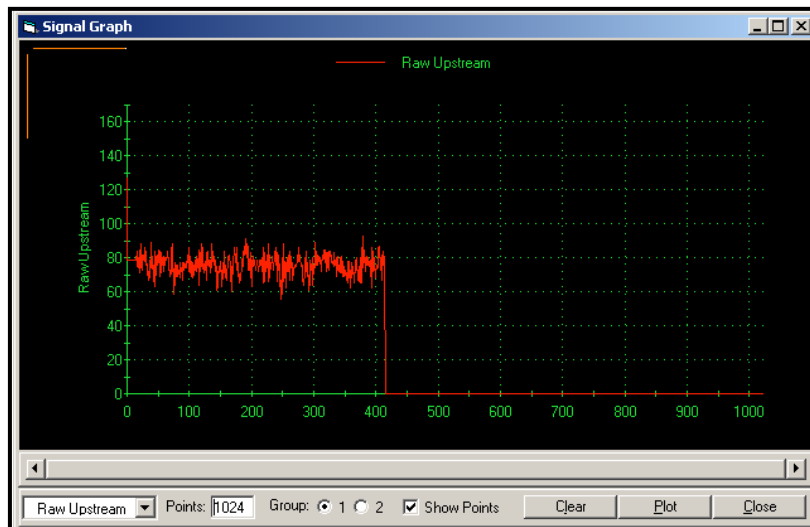 Signal Graph
Raw Upstream
160
140
120
100
80
60
40
20
0
Raw Upstream
0 100 200 300 400 500 600 700 800 900 1000
Raw Upstream Points: 1024 Group: 1 2 Show Points Clear Plot Close